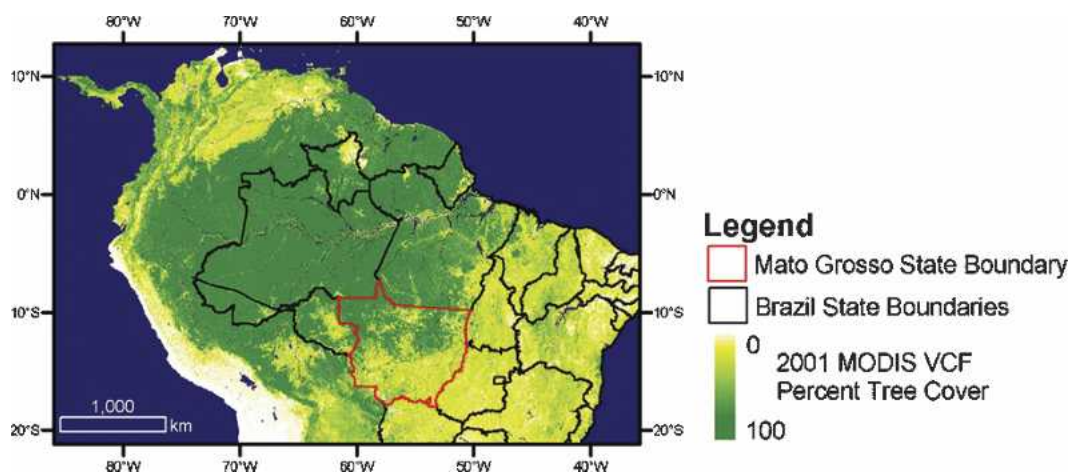 80°W 70°W 60°W 50°W 40°W
10°N 10°N
0°N 0°N
10°S 10°S
20°S 20°S
1,000
km
80°W 70°W 60°W 50°W 40°W
Legend
Mato Grosso State Boundary
Brazil State Boundaries
0
2001 MODIS VCF
Percent Tree Cover
100